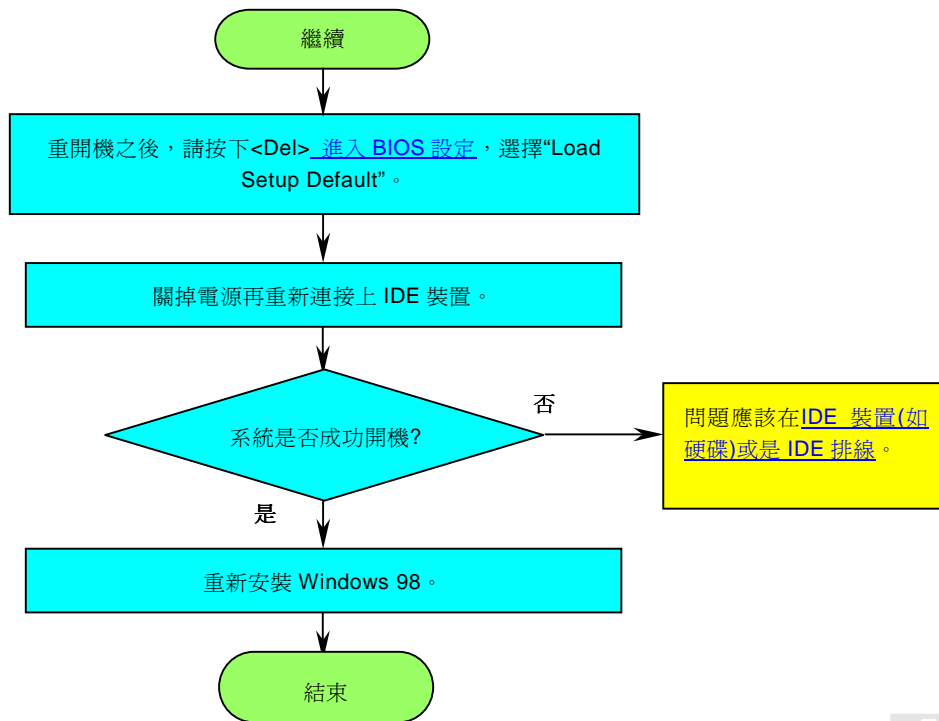 繼續
重開機之後，請按下<Del> 進入 BIOS 設定，選擇“Load
Setup Default”。
關掉電源再重新連接上 IDE 裝置。
系統是否成功開機?
否
問題應該在IDE 裝置(如
硬碟)或是 IDE 排線。
是
重新安裝 Windows 98。
結束